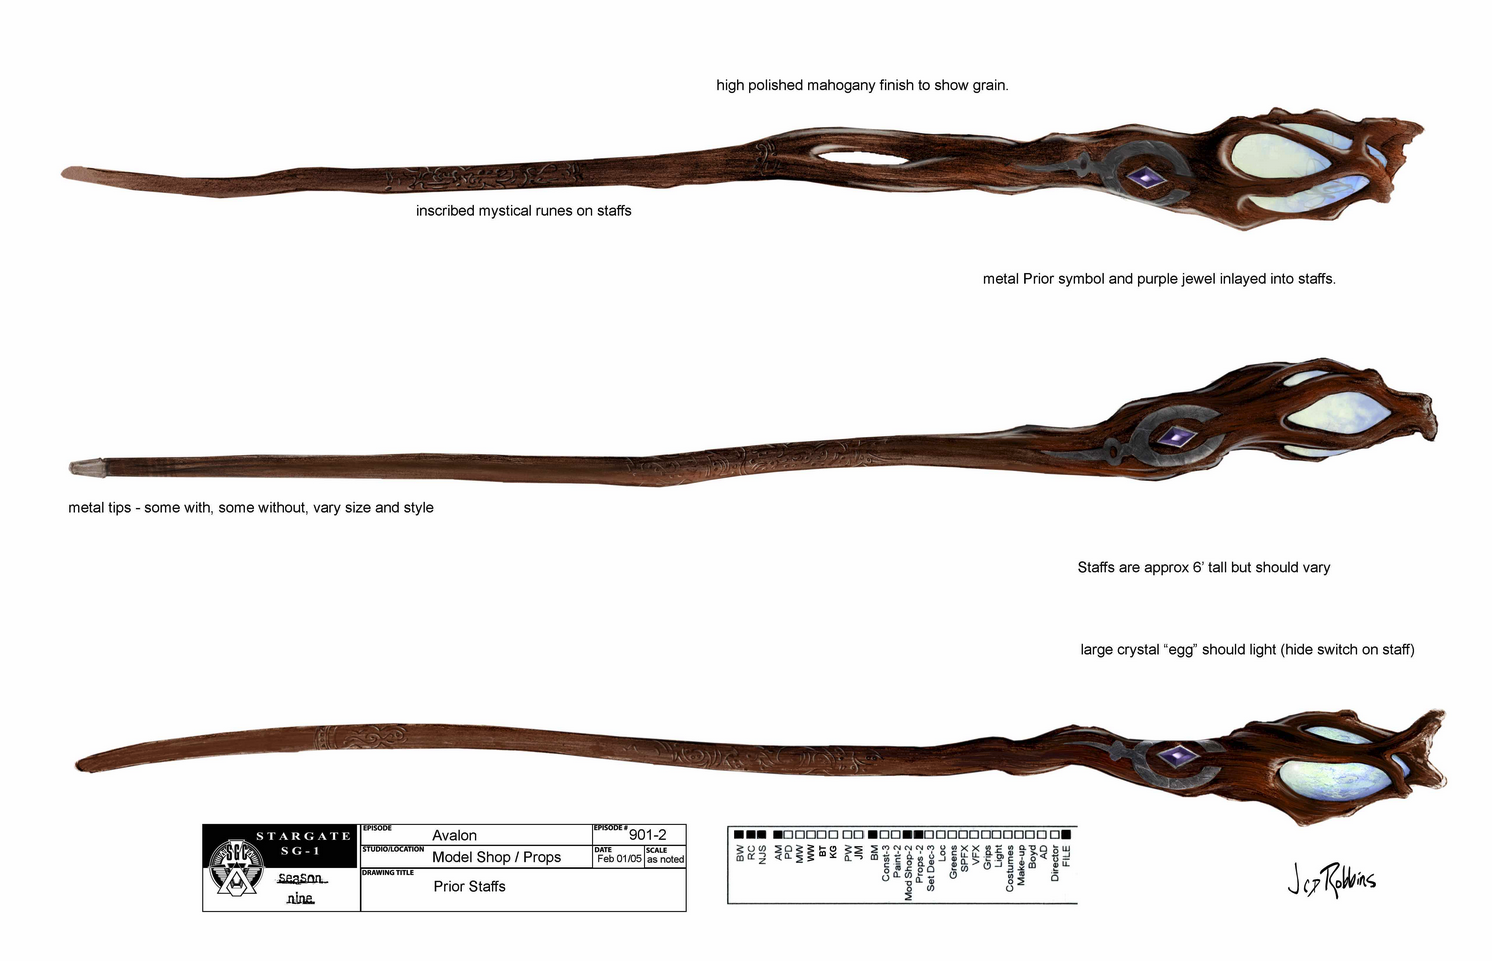 high polished mahogany finish to show grain.
inscribed mystical runes on staffs
metal Prior symbol and purple jewel inlayed into staffs.
metal tips - some with, some without, vary size and style
Staffs are approx 6' tall but should vary
large crystal “egg” should light (hide switch on staff)
STARGATE
SG-1
SGC
season
nine
EPISODE
Avalon
EPISODE #
901-2
STUDIO/LOCATION
Model Shop / Props
DATE
Feb 01/05
SCALE
as noted
DRAWING TITLE
Prior Staffs
BW
RC
NJS
AM
PD
MW
WW
BT
KG
PW
JM
BM
Const-3
Paint-2
Mod Shop-2
Props -2
Set Dec-3
Loc
Greens
SPFX
VFX
Grips
Light
Costumes
Make-up
Boyd
AD
Director
FILE
Robbins